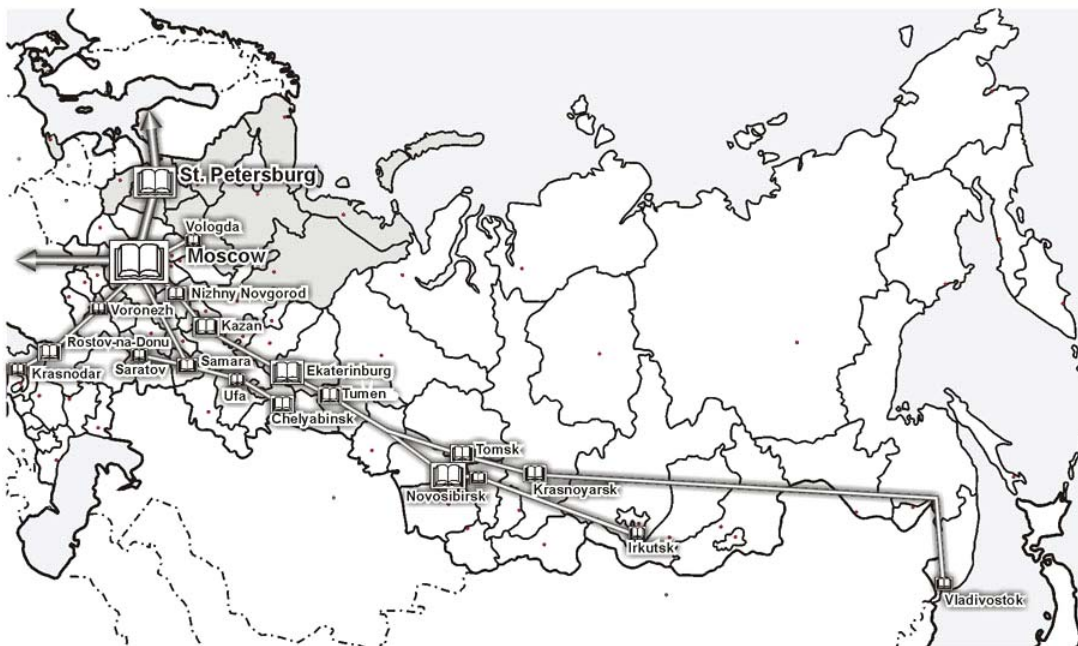 St. Petersburg
Vologda
Moscow
Nizhny Novgorod
Voronezh
Kazan
Rostov-na-Donu
Samara
Saratov
Krasnodar
Ekaterinburg
Ufa
Tumen
Chelyabinsk
Tomsk
Novosibirsk
Krasnoyarsk
Irkutsk
Vladivostok